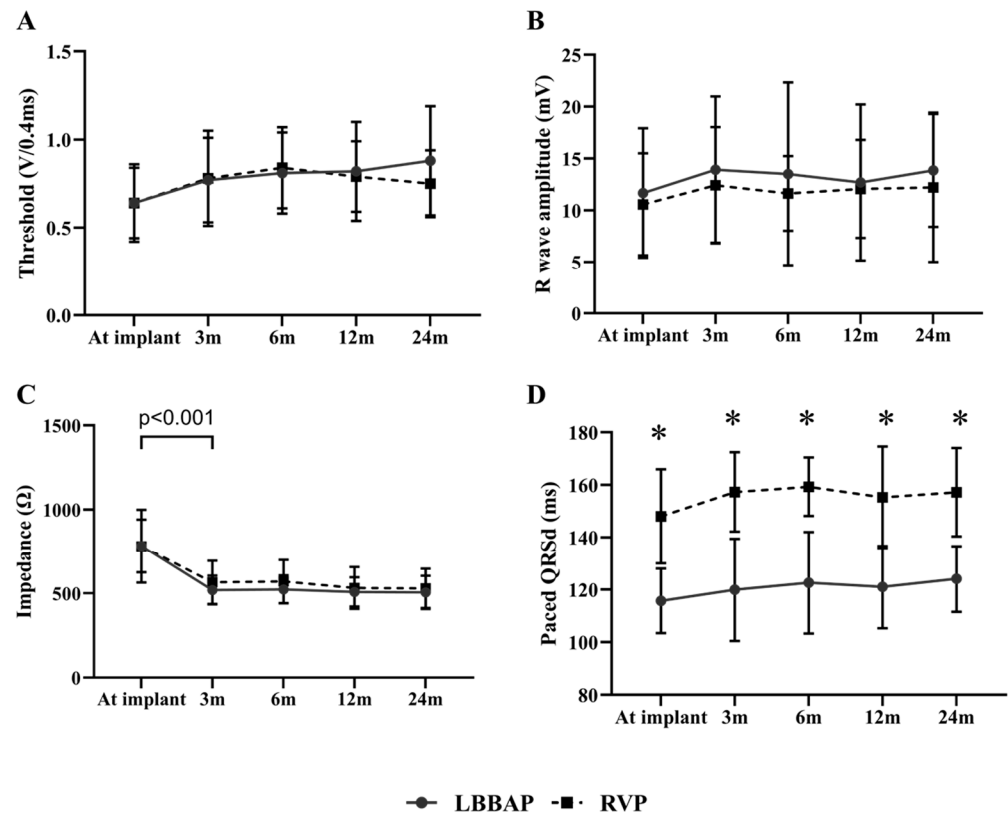 A
Threshold (V/0.4ms)
1.5
1.0
0.5
0.0
At implant 3m 6m 12m 24m
B
R wave amplitude (mV)
25
20
15
10
5
0
At implant 3m 6m 12m 24m
C
Impedance (Ω)
p<0.001
1500
1000
500
0
At implant 3m 6m 12m 24m
D
Paced QRSd (ms)
* * * * *
180
160
140
120
100
80
At implant 3m 6m 12m 24m
LBBAP RVP